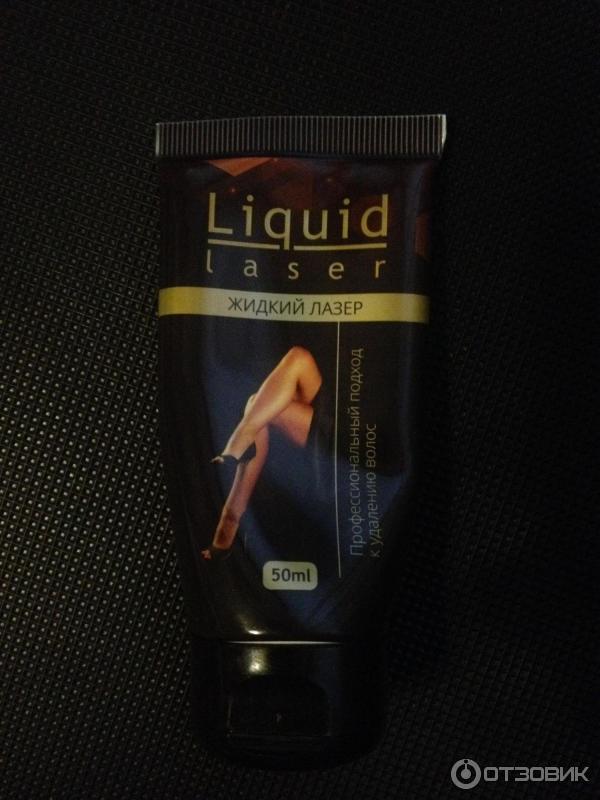 Liquid
laser
ЖИДКИЙ ЛАЗЕР
Профессиональный подход
к удалению волос
50ml
ОТЗОВИК